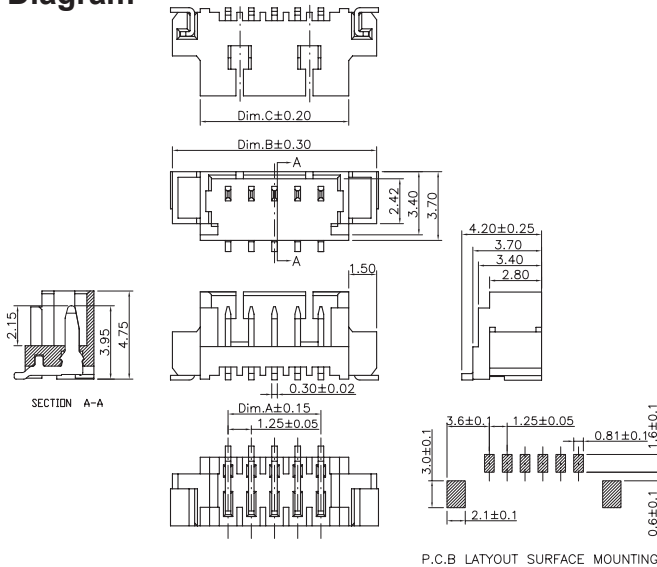 Diagram
Dim.C±0.20
Dim.B±0.30
A
A
2.42
3.40
3.70
4.20±0.25
3.70
3.40
2.80
1.50
2.15
3.95
4.75
SECTION A-A
0.30±0.02
Dim.A±0.15
1.25±0.05
3.6±0.1
1.25±0.05
0.81±0.1
1.6±0.1
3.0±0.1
2.1±0.1
0.6±0.1
P.C.B LATYOUT SURFACE MOUNTING